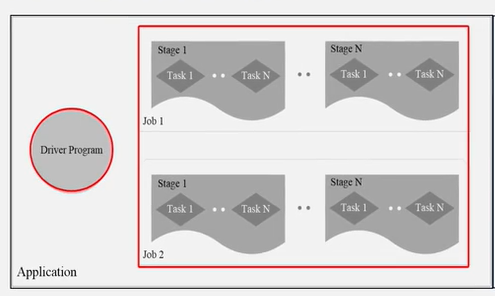 Stage 1
Task 1
Task N
Stage N
Task 1
Task N
Job 1
Driver Program
Stage 1
Task 1
Task N
Stage N
Task 1
Task N
Job 2
Application